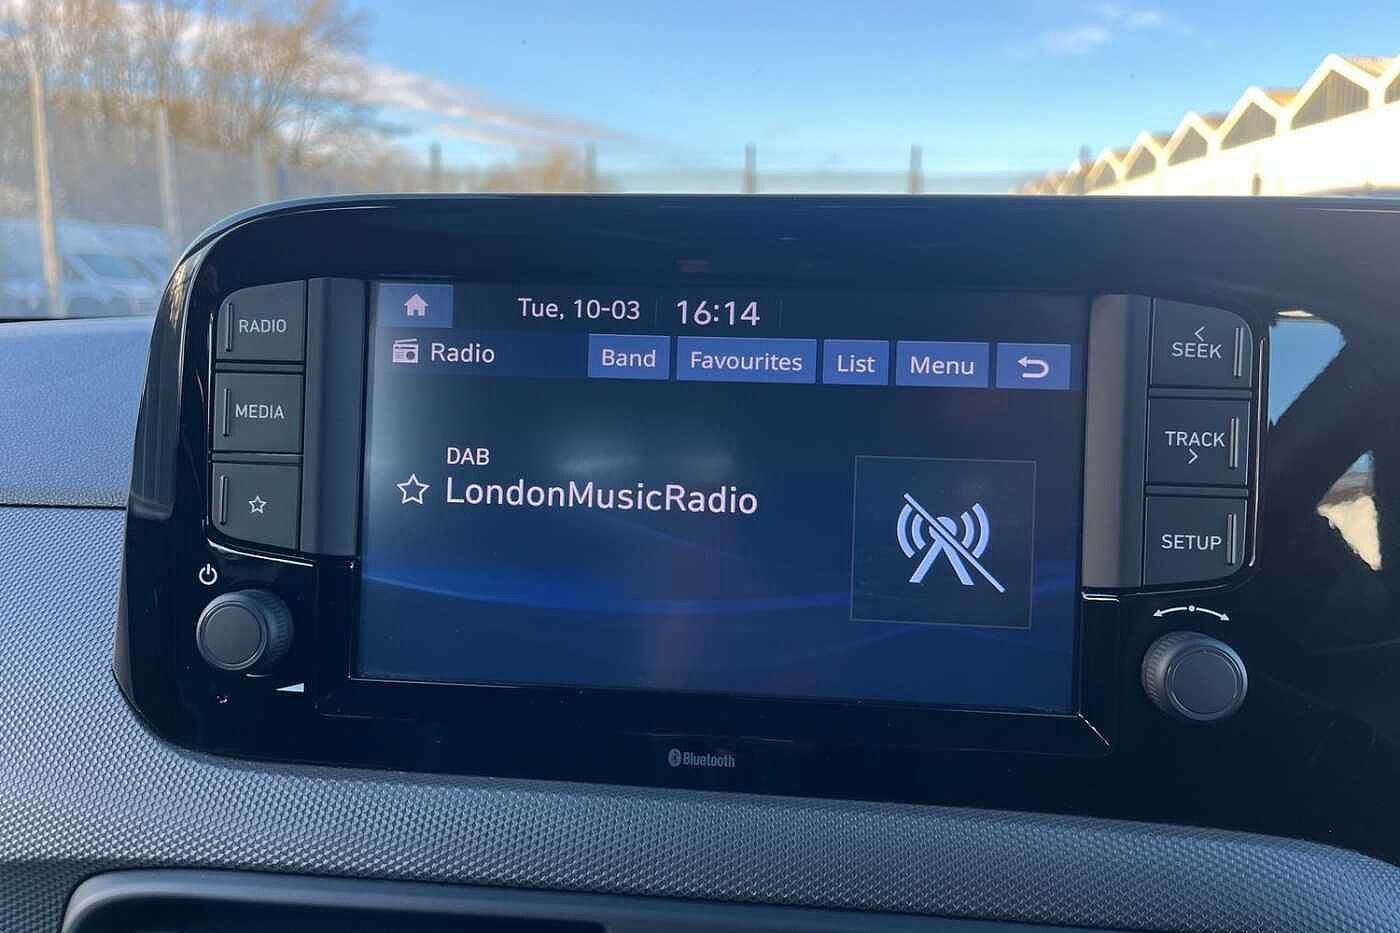 RADIO
MEDIA
Tue, 10-03 16:14
Radio Band Favourites List Menu
DAB
LondonMusicRadio
SEEK
TRACK
SETUP
Bluetooth